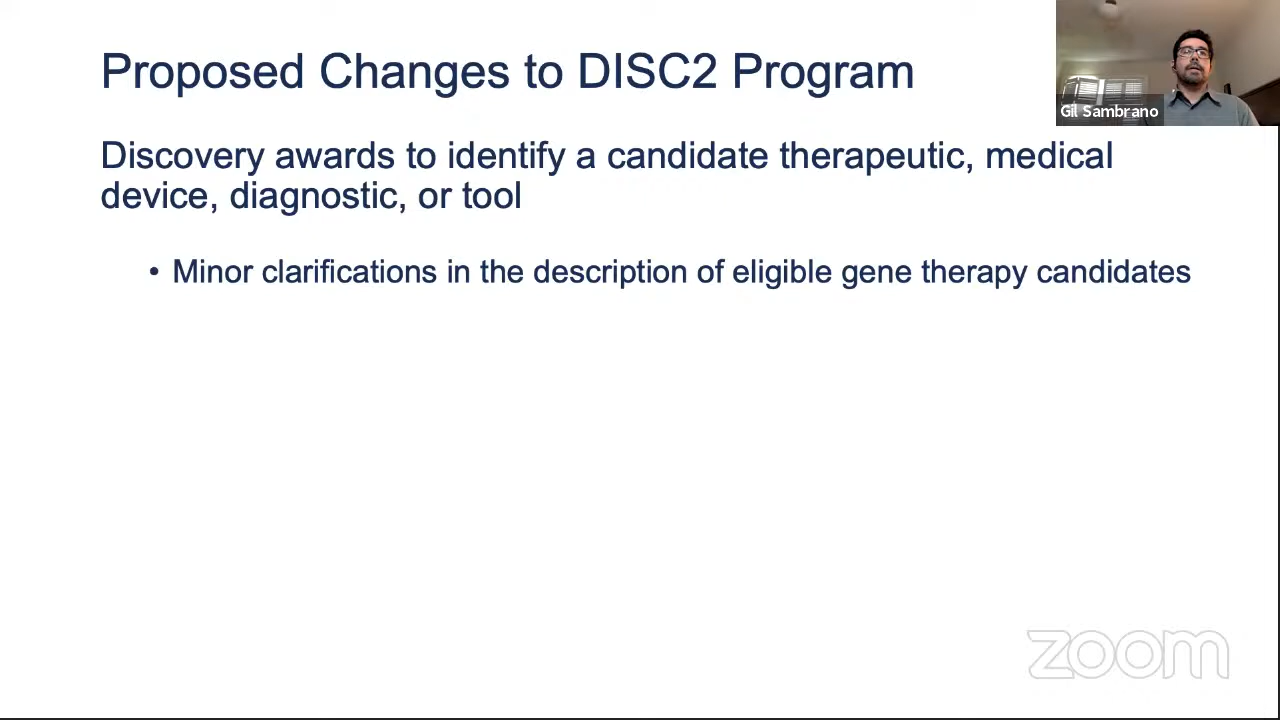 Proposed Changes to DISC2 Program
Gil Sambrano
Discovery awards to identify a candidate therapeutic, medical
device, diagnostic, or tool
• Minor clarifications in the description of eligible gene therapy candidates
zoom